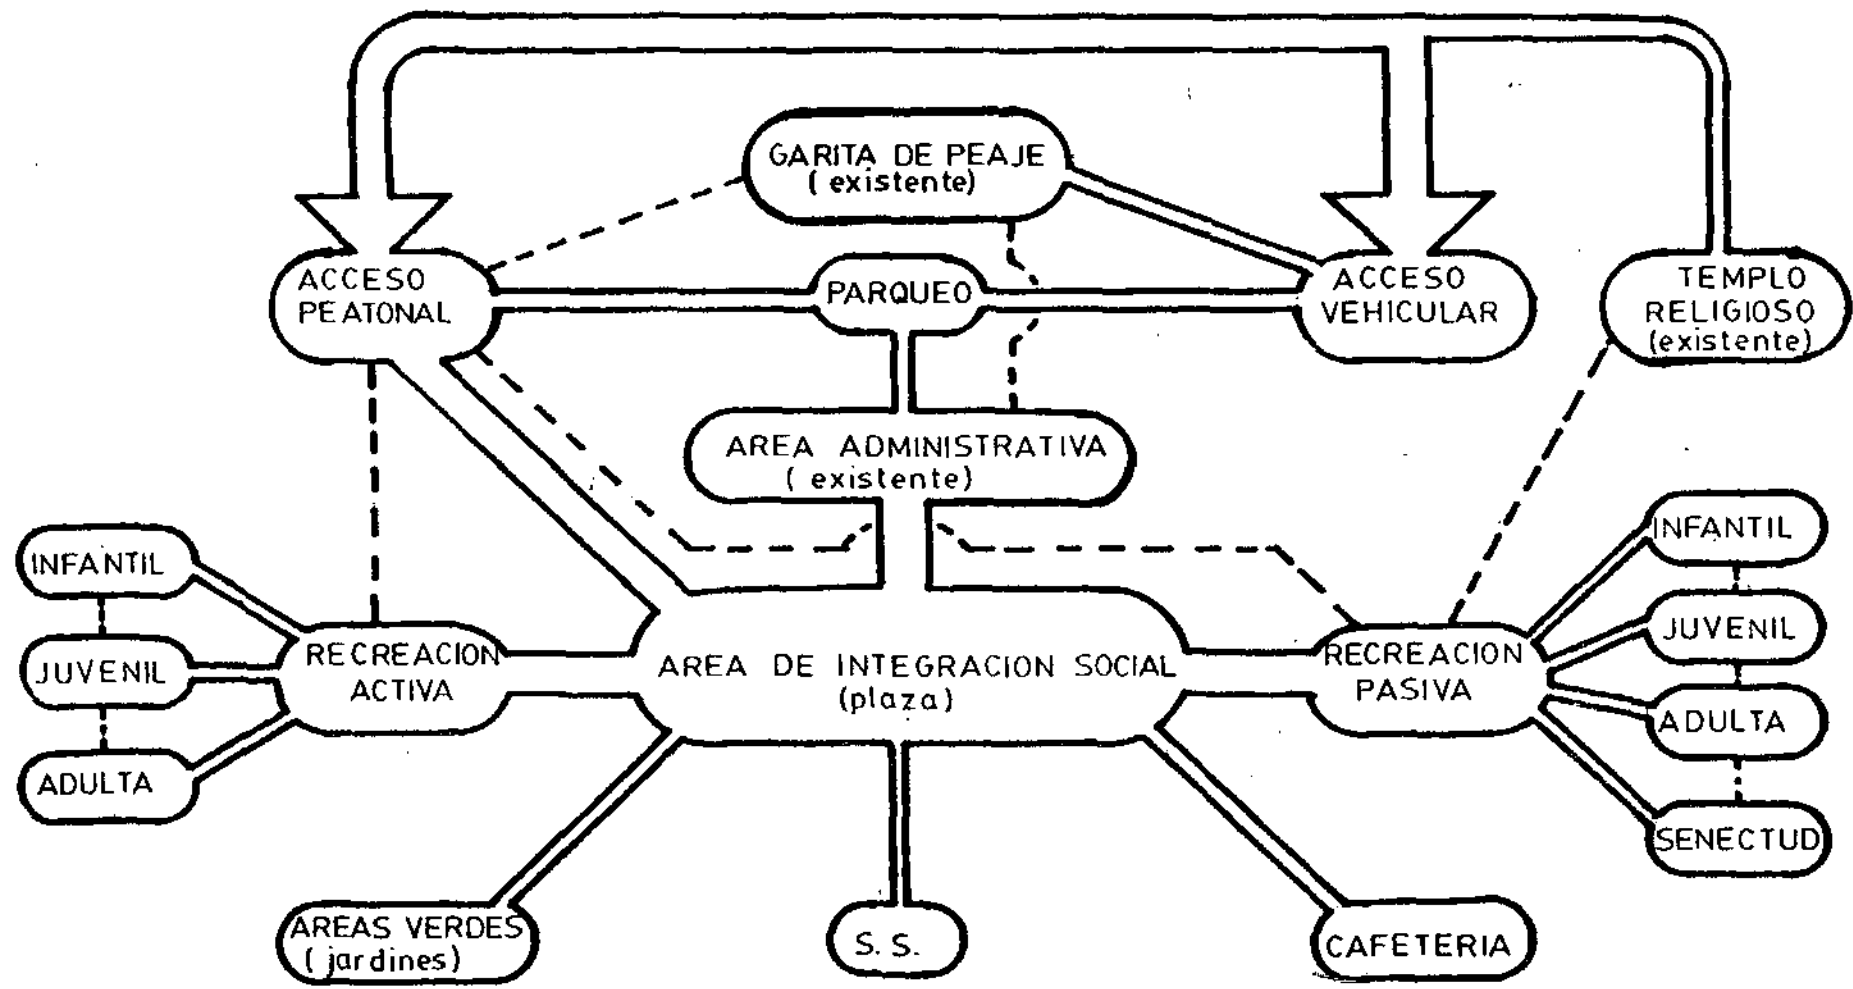 GARITA DE PEAJE
(existente)
ACCESO
PEATONAL
PARQUEO
ACCESO
VEHICULAR
TEMPLO
RELIGIOSO
(existente)
AREA ADMINISTRATIVA
(existente)
INFANTIL
JUVENIL
ADULTA
RECREACION
ACTIVA
AREA DE INTEGRACION SOCIAL
(plaza)
RECREACION
PASIVA
INFANTIL
JUVENIL
ADULTA
SENECTUD
AREAS VERDES
(jardines)
S. S.
CAFETERIA